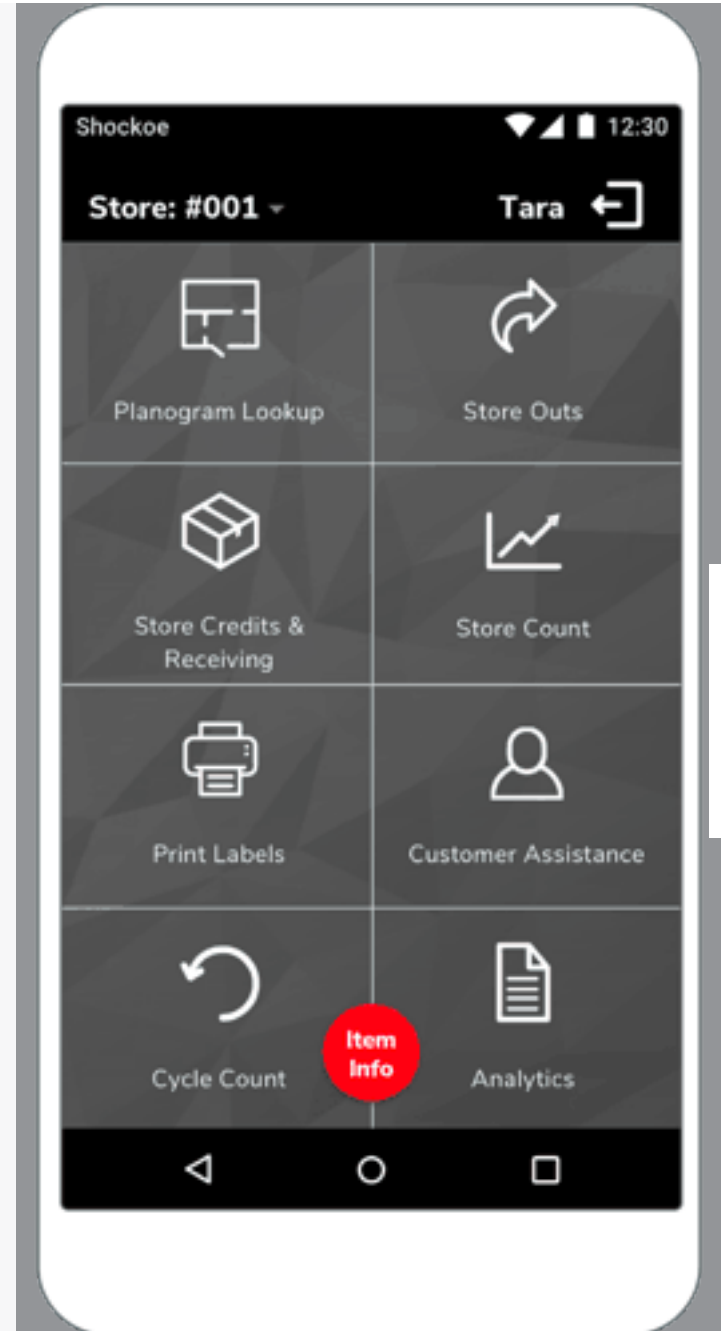 Shockoe 12:30
Store: #001 Tara
Planogram Lookup
Store Outs
Store Credits &
Receiving
Store Count
Print Labels
Customer Assistance
Cycle Count
Item
Info
Analytics